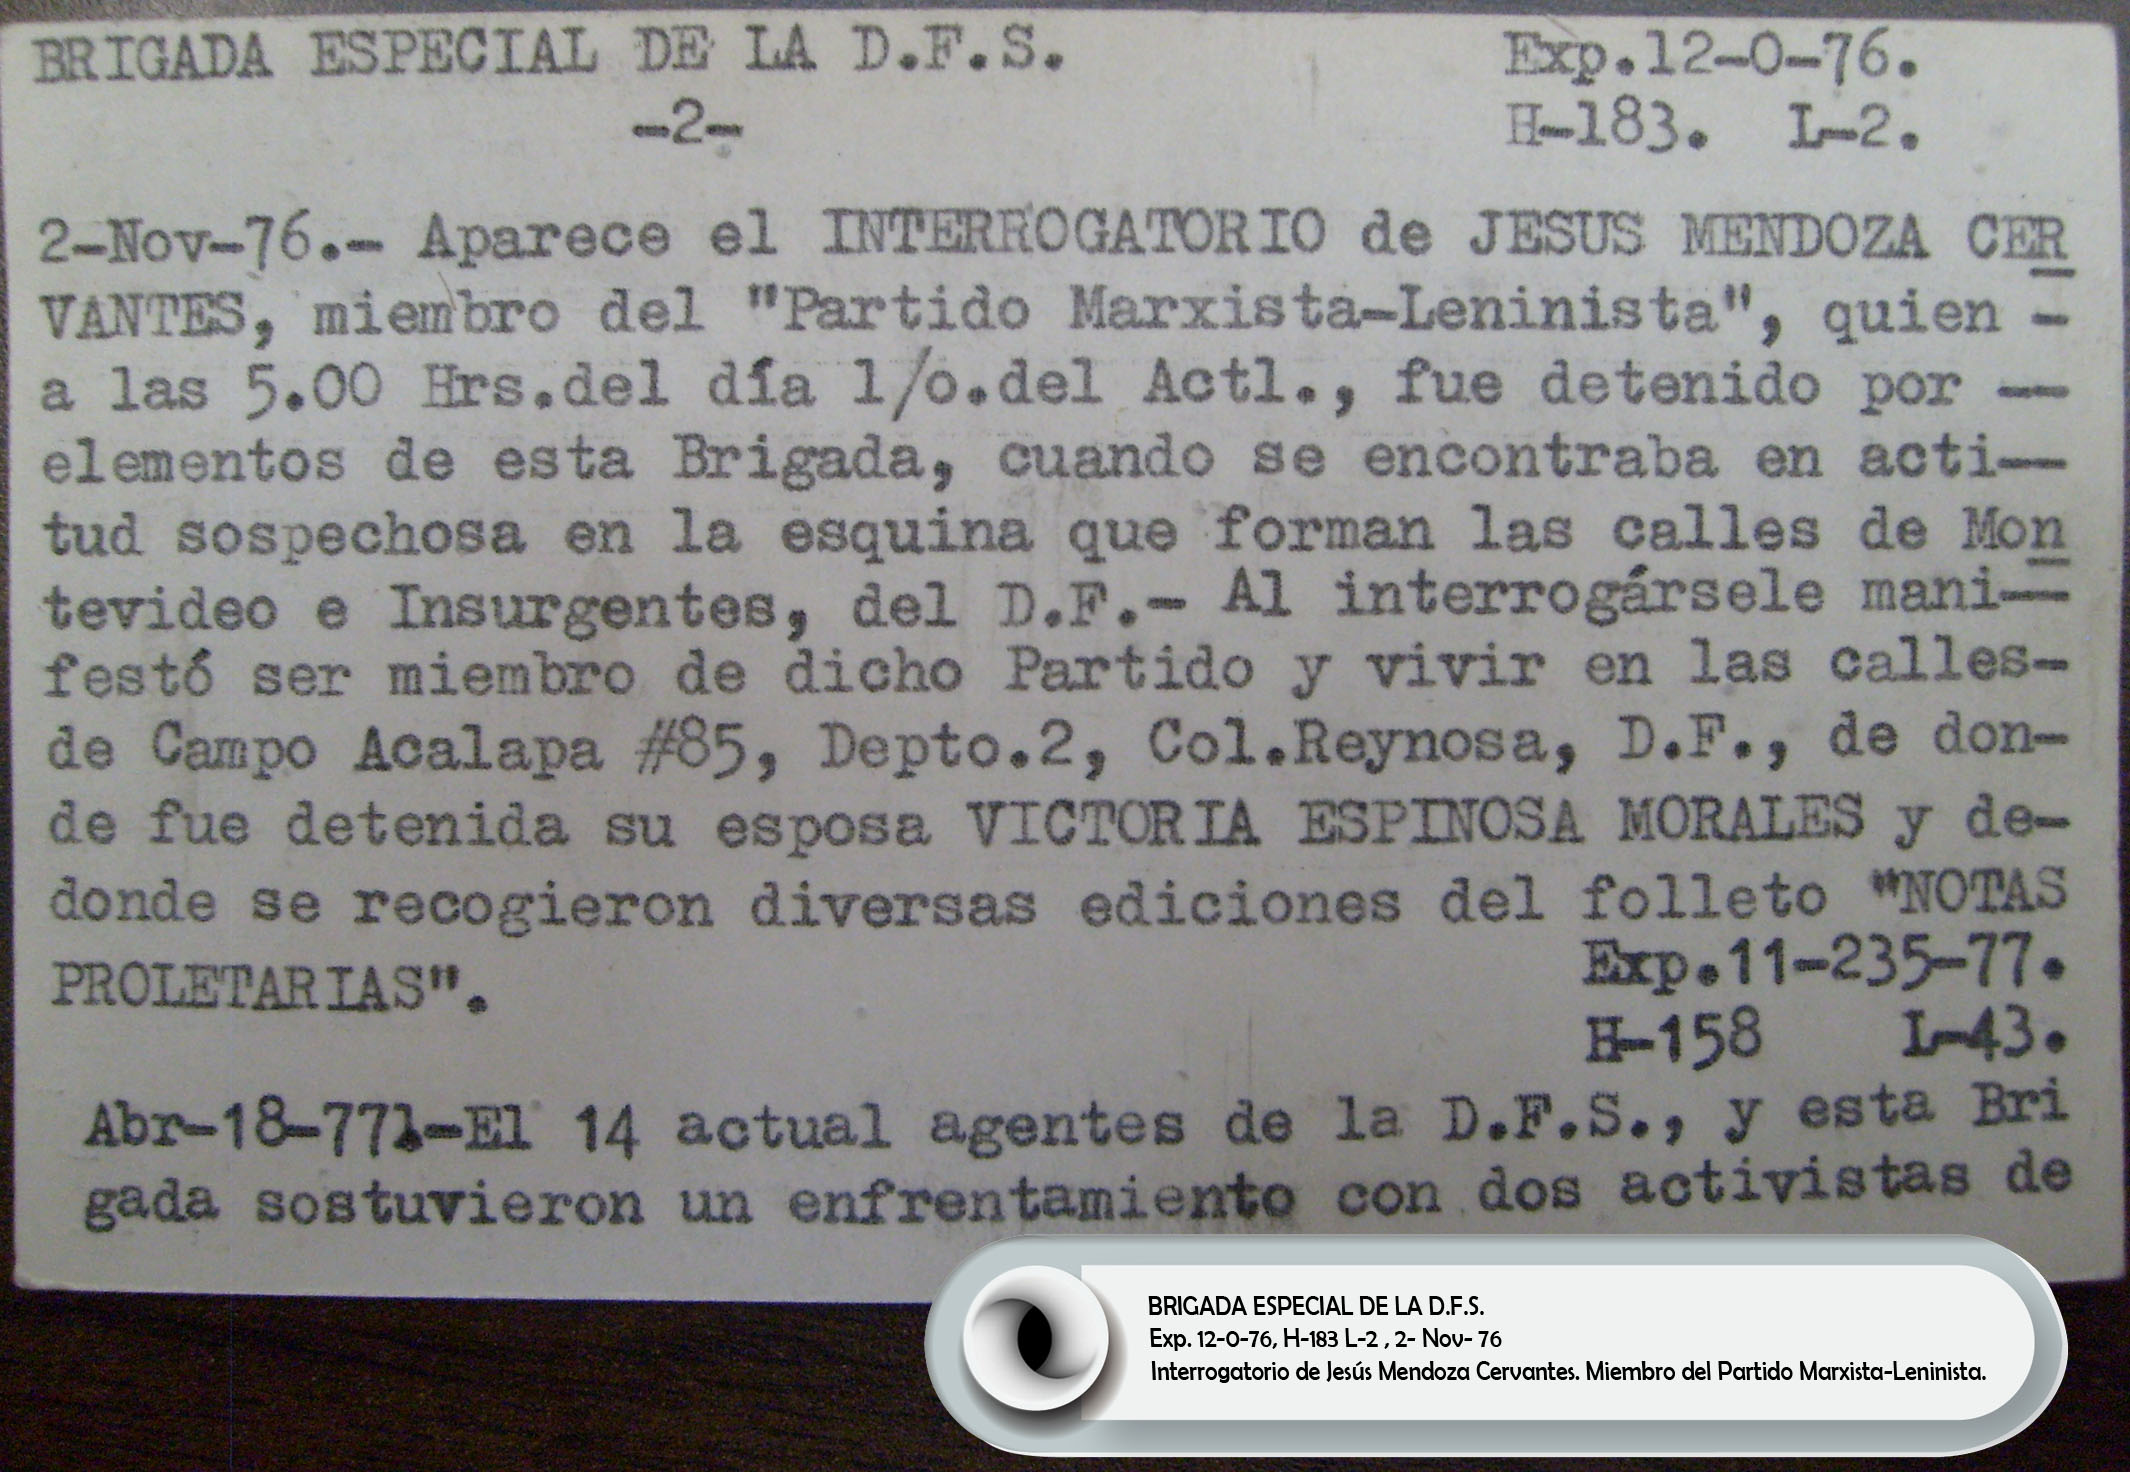 BRIGADA ESPECIAL DE LA D.F.S. Exp.12-0-76.
-2- H-183. L-2.
2-Nov-76.- Aparece el INTERROGATORIO de JESUS MENDOZA CER
VANTES, miembro del "Partido Marxista-Leninista", quien -
a las 5.00 Hrs.del día 1/o.del Actl., fue detenido por --
elementos de esta Brigada, cuando se encontraba en acti--
tud sospechosa en la esquina que forman las calles de Mon
tevideo e Insurgentes, del D.F.- Al interrogársele mani--
festó ser miembro de dicho Partido y vivir en las calles-
de Campo Acalapa #85, Depto.2, Col.Reynosa, D.F., de don-
de fue detenida su esposa VICTORIA ESPINOSA MORALES y de-
donde se recogieron diversas ediciones del folleto "NOTAS
PROLETARIAS". Exp.11-235-77.
H-158 L-43.
Abr-18-77.-El 14 actual agentes de la D.F.S., y esta Bri
gada sostuvieron un enfrentamiento con dos activistas de
BRIGADA ESPECIAL DE LA D.F.S.
Exp. 12-0-76, H-183 L-2 , 2- Nov- 76
Interrogatorio de Jesús Mendoza Cervantes. Miembro del Partido Marxista-Leninista.